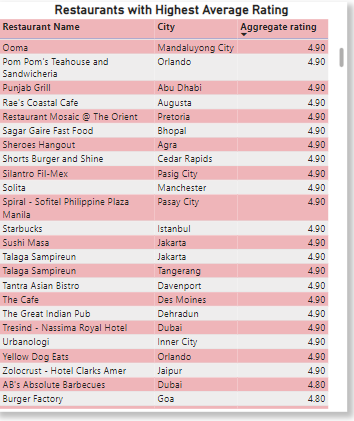 Restaurants with Highest Average Rating
Restaurant Name City Aggregate rating
Ooma Mandaluyong City 4.90
Pom Pom's Teahouse and Sandwicheria Orlando 4.90
Punjab Grill Abu Dhabi 4.90
Rae's Coastal Cafe Augusta 4.90
Restaurant Mosaic @ The Orient Pretoria 4.90
Sagar Gaire Fast Food Bhopal 4.90
Sheroes Hangout Agra 4.90
Shorts Burger and Shine Cedar Rapids 4.90
Silantro Fil-Mex Pasig City 4.90
Solita Manchester 4.90
Spiral - Sofitel Philippine Plaza Manila Pasay City 4.90
Starbucks Istanbul 4.90
Sushi Masa Jakarta 4.90
Talaga Sampireun Jakarta 4.90
Talaga Sampireun Tangerang 4.90
Tantra Asian Bistro Davenport 4.90
The Cafe Des Moines 4.90
The Great Indian Pub Dehradun 4.90
Tresind - Nassima Royal Hotel Dubai 4.90
Urbanologi Inner City 4.90
Yellow Dog Eats Orlando 4.90
Zolocrust - Hotel Clarks Amer Jaipur 4.90
AB's Absolute Barbecues Dubai 4.80
Burger Factory Goa 4.80